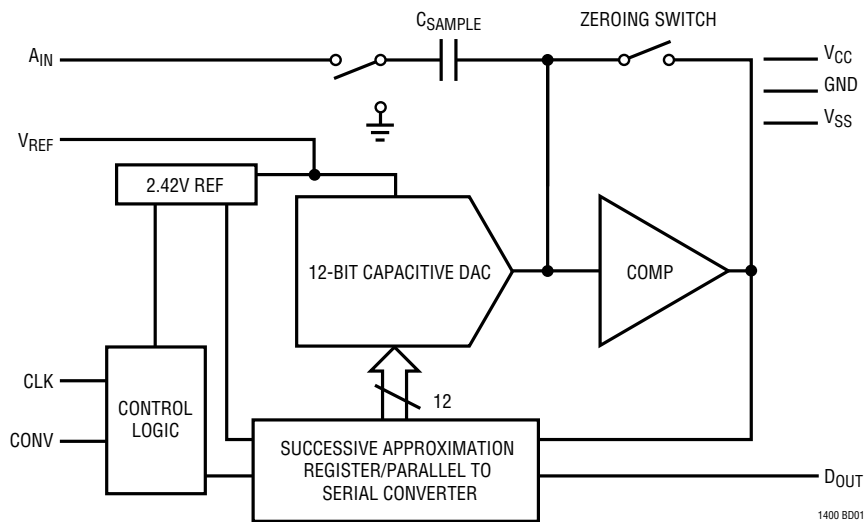 CSAMPLE
ZEROING SWITCH
AIN
VCC
GND
VSS
VREF
2.42V REF
12-BIT CAPACITIVE DAC
COMP
CLK
CONV
CONTROL
LOGIC
12
SUCCESSIVE APPROXIMATION
REGISTER/PARALLEL TO
SERIAL CONVERTER
DOUT
1400 BD01